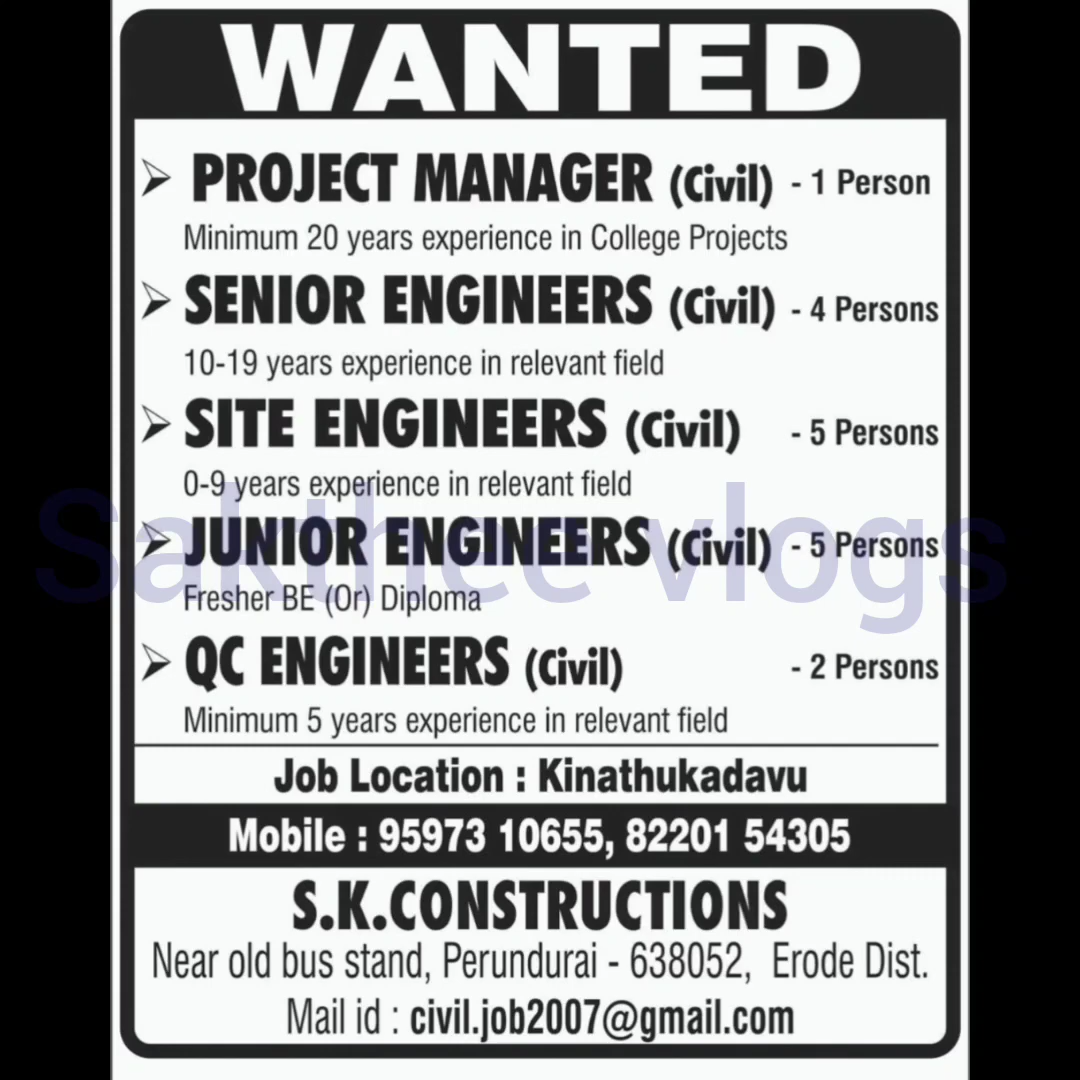 WANTED
➢ PROJECT MANAGER (Civil) - 1 Person
Minimum 20 years experience in College Projects
➢ SENIOR ENGINEERS (Civil) - 4 Persons
10-19 years experience in relevant field
➢ SITE ENGINEERS (Civil) - 5 Persons
0-9 years experience in relevant field
Sakthee vlogs
➢ JUNIOR ENGINEERS (Civil) - 5 Persons
Fresher BE (Or) Diploma
➢ QC ENGINEERS (Civil) - 2 Persons
Minimum 5 years experience in relevant field
Job Location : Kinathukadavu
Mobile : 95973 10655, 82201 54305
S.K.CONSTRUCTIONS
Near old bus stand, Perundurai - 638052, Erode Dist.
Mail id : civil.job2007@gmail.com